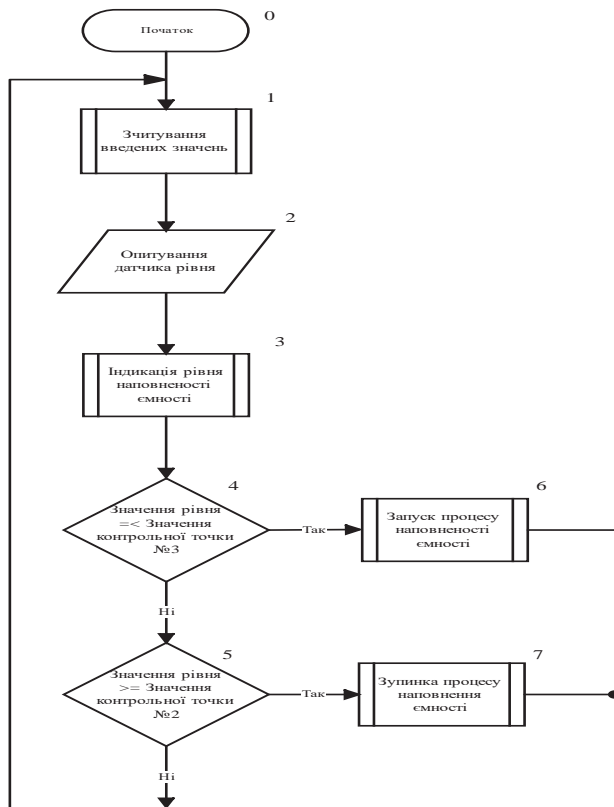 0
Початок
1
Зчитування
введених значень
2
Опитування
датчика рівня
3
Індикація рівня
наповненості
ємності
4
Значення рівня
=< Значення
контрольної точки
№3
Так
6
Запуск процесу
наповненості
ємності
Ні
5
Значення рівня
>= Значення
контрольної точки
№2
Так
7
Зупинка процесу
наповнення
ємності
Ні